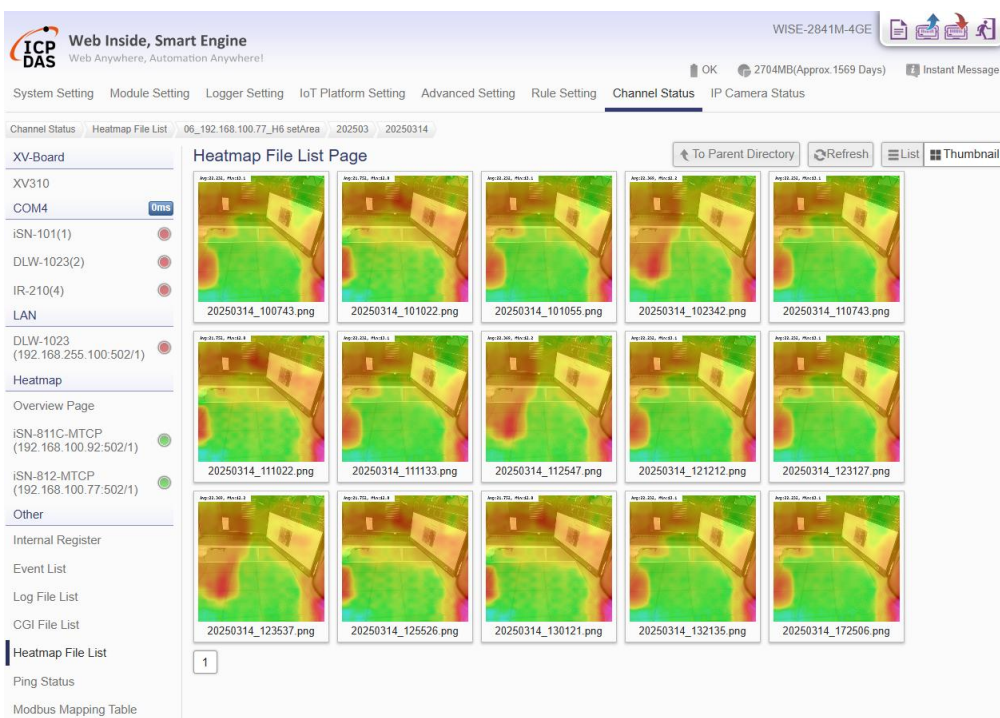 WISE-2841M-4GE
ICP DAS
Web Inside, Smart Engine
Web Anywhere, Automation Anywhere!
OK
2704MB(Approx.1569 Days)
Instant Message
System Setting Module Setting Logger Setting IoT Platform Setting Advanced Setting Rule Setting Channel Status IP Camera Status
Channel Status Heatmap File List 06_192.168.100.77_H6 setArea 202503 20250314
XV-Board
XV310
COM4 0ms
iSN-101(1)
DLW-1023(2)
IR-210(4)
LAN
DLW-1023
(192.168.255.100:502/1)
Heatmap
Overview Page
iSN-811C-MTCP
(192.168.100.92:502/1)
iSN-812-MTCP
(192.168.100.77:502/1)
Other
Internal Register
Event List
Log File List
CGI File List
Heatmap File List
Ping Status
Modbus Mapping Table
Heatmap File List Page
To Parent Directory Refresh List Thumbnail
20250314_100743.png 20250314_101022.png 20250314_101055.png 20250314_102342.png 20250314_110743.png
20250314_111022.png 20250314_111133.png 20250314_112547.png 20250314_121212.png 20250314_123127.png
20250314_123537.png 20250314_125526.png 20250314_130121.png 20250314_132135.png 20250314_172506.png
1